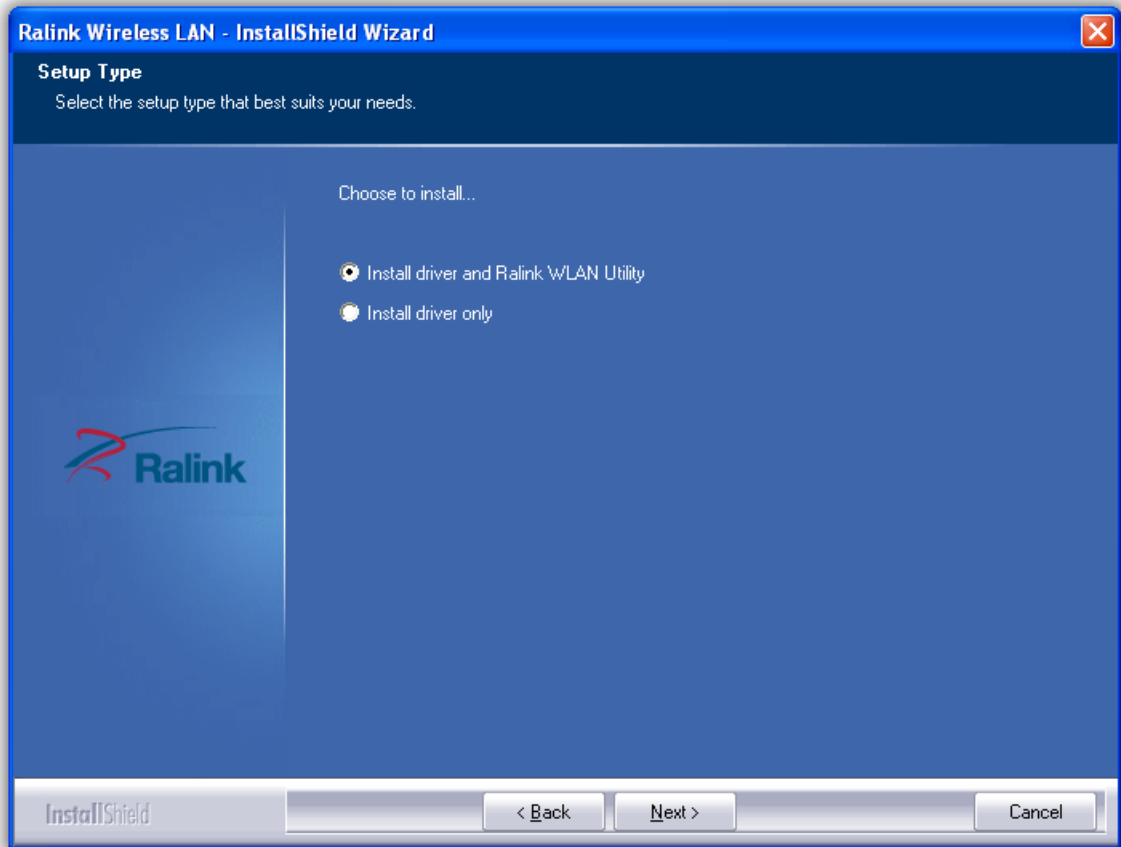 Ralink Wireless LAN - InstallShield Wizard
Setup Type
Select the setup type that best suits your needs.
Choose to install...
Install driver and Ralink WLAN Utility
Install driver only
Ralink
InstallShield
< Back
Next >
Cancel